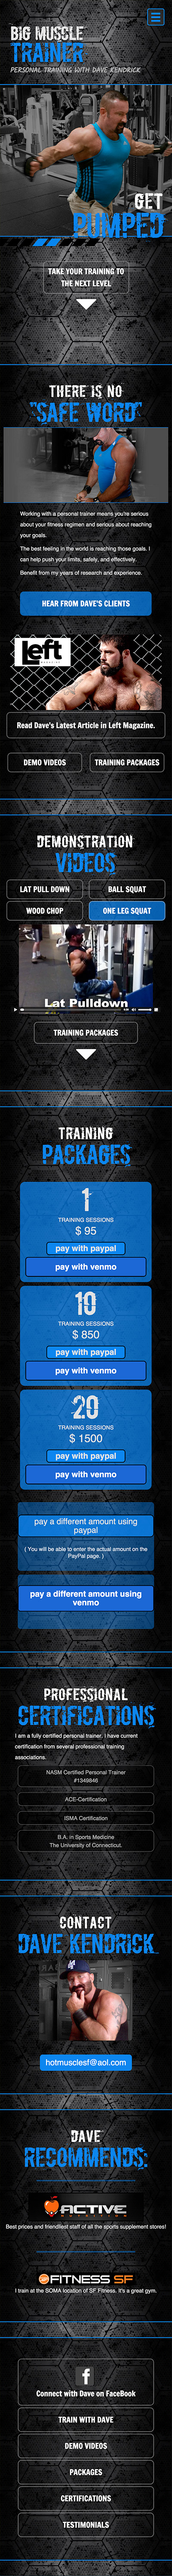 BIG MUSCLE
TRAINER
PERSONAL TRAINING WITH DAVE KENDRICK
GET
PUMPED
TAKE YOUR TRAINING TO
THE NEXT LEVEL
THERE IS NO
"SAFE WORD"
Working with a personal trainer means you're serious
about your fitness regimen and serious about reaching
your goals.
The best feeling in the world is reaching those goals. I
can help push your limits, safely, and effectively.
Benefit from my years of research and experience.
HEAR FROM DAVE'S CLIENTS
Left
Read Dave's Latest Article in Left Magazine.
DEMO VIDEOS
TRAINING PACKAGES
DEMONSTRATION
VIDEOS
LAT PULL DOWN
BALL SQUAT
WOOD CHOP
ONE LEG SQUAT
Lat Pulldown
TRAINING PACKAGES
TRAINING
PACKAGES
1
TRAINING SESSIONS
$ 95
pay with paypal
pay with venmo
10
TRAINING SESSIONS
$ 850
pay with paypal
pay with venmo
20
TRAINING SESSIONS
$ 1500
pay with paypal
pay with venmo
pay a different amount using
paypal
( You will be able to enter the actual amount on the
PayPal page. )
pay a different amount using
venmo
PROFESSIONAL
CERTIFICATIONS
I am a fully certified personal trainer. I have current
certification from several professional training
associations.
NASM Certified Personal Trainer
#1349846
ACE-Certification
ISMA Certification
B.A. in Sports Medicine
The University of Connecticut.
CONTACT
DAVE KENDRICK
hotmusclesf@aol.com
DAVE
RECOMMENDS:
ACTIVE
NUTRITION
Best prices and friendliest staff of all the sports supplement stores!
FITNESS SF
I train at the SOMA location of SF Fitness. It's a great gym.
f
Connect with Dave on FaceBook
TRAIN WITH DAVE
DEMO VIDEOS
PACKAGES
CERTIFICATIONS
TESTIMONIALS